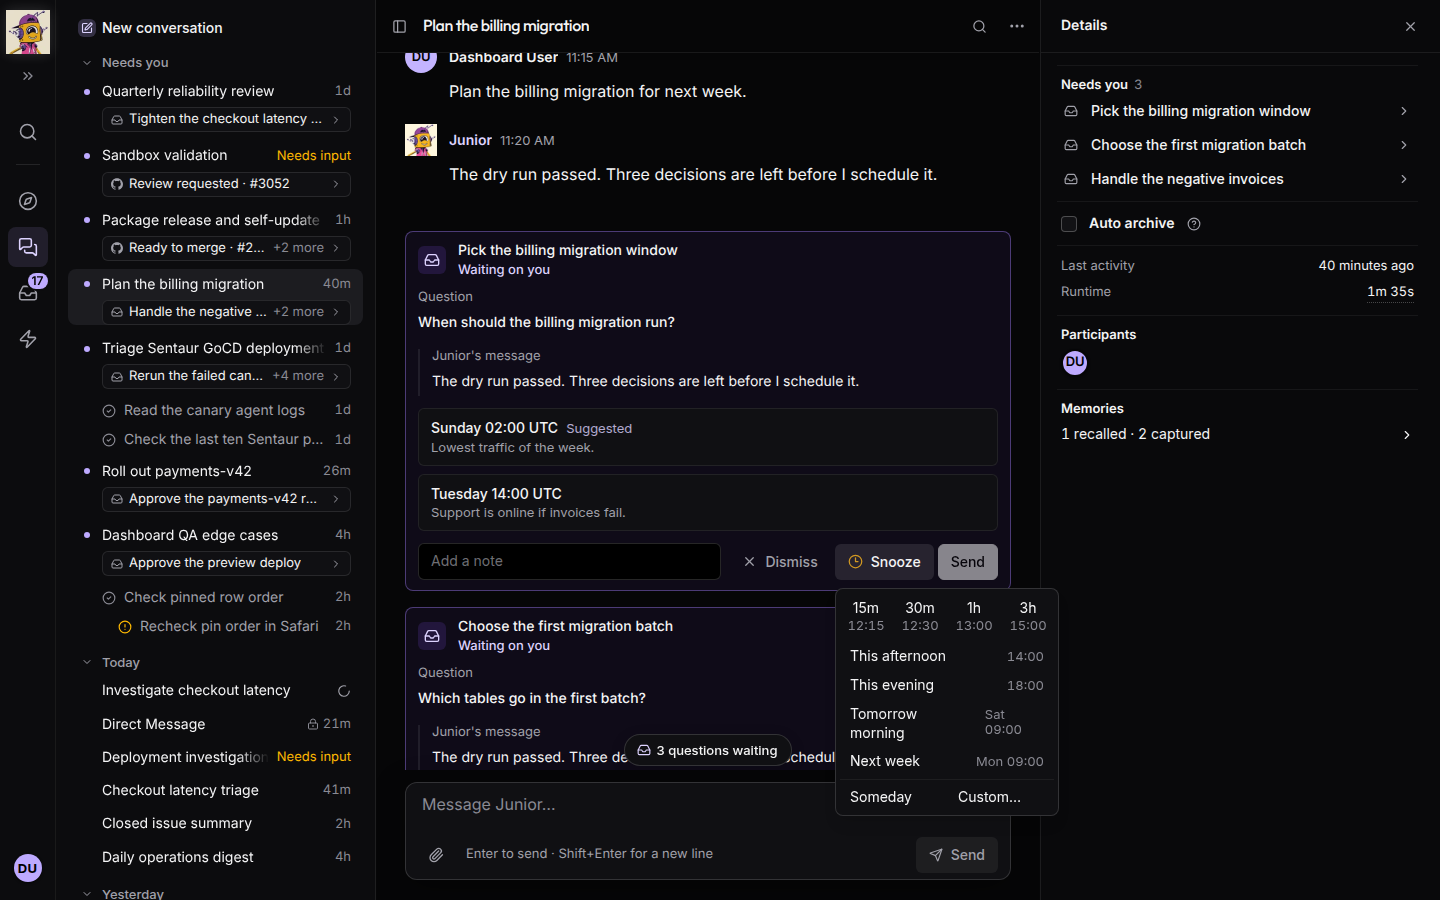 New conversation
Needs you
Quarterly reliability review 1d
Tighten the checkout latency ...
Sandbox validation Needs input
Review requested · #3052
Package release and self-update 1h
Ready to merge · #2... +2 more
Plan the billing migration 40m
Handle the negative ... +2 more
Triage Sentaur GoCD deployment 1d
Rerun the failed can... +4 more
Read the canary agent logs 1d
Check the last ten Sentaur p... 1d
Roll out payments-v42 26m
Approve the payments-v42 r...
Dashboard QA edge cases 4h
Approve the preview deploy
Check pinned row order 2h
Recheck pin order in Safari 2h
Today
Investigate checkout latency
Direct Message 21m
Deployment investigation Needs input
Checkout latency triage 41m
Closed issue summary 2h
Daily operations digest 4h
Yesterday
17
DU
Plan the billing migration
DU
Dashboard User 11:15 AM
Plan the billing migration for next week.
Junior 11:20 AM
The dry run passed. Three decisions are left before I schedule it.
Pick the billing migration window
Waiting on you
Question
When should the billing migration run?
Junior's message
The dry run passed. Three decisions are left before I schedule it.
Sunday 02:00 UTC Suggested
Lowest traffic of the week.
Tuesday 14:00 UTC
Support is online if invoices fail.
Add a note
Dismiss
Snooze
Send
Choose the first migration batch
Waiting on you
Question
Which tables go in the first batch?
Junior's message
The dry run passed. Three de
schedul
3 questions waiting
15m 30m 1h 3h
12:15 12:30 13:00 15:00
This afternoon 14:00
This evening 18:00
Tomorrow morning Sat 09:00
Next week Mon 09:00
Someday Custom...
Message Junior...
Enter to send · Shift+Enter for a new line
Send
Details
Needs you 3
Pick the billing migration window
Choose the first migration batch
Handle the negative invoices
Auto archive
Last activity 40 minutes ago
Runtime 1m 35s
Participants
DU
Memories
1 recalled · 2 captured